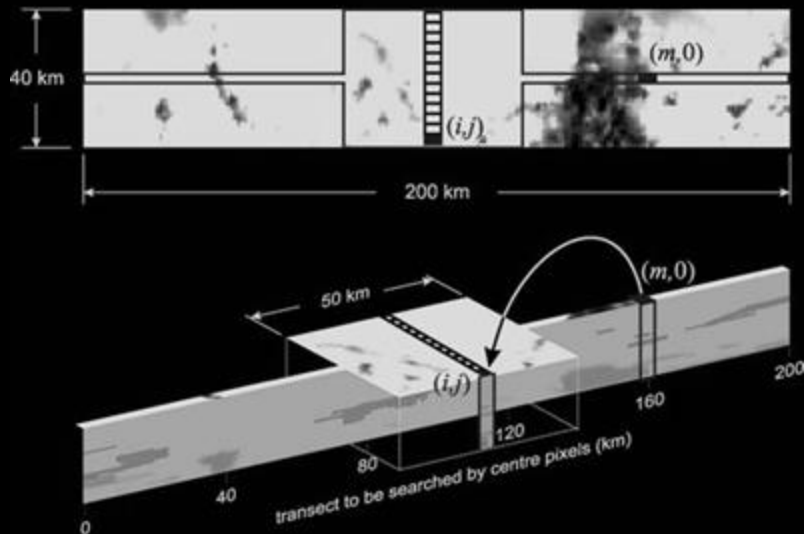 40 km
(m,0)
(i,j)
200 km
50 km
(m,0)
(i,j)
0
40
80
120
160
200
transect to be searched by centre pixels (km)